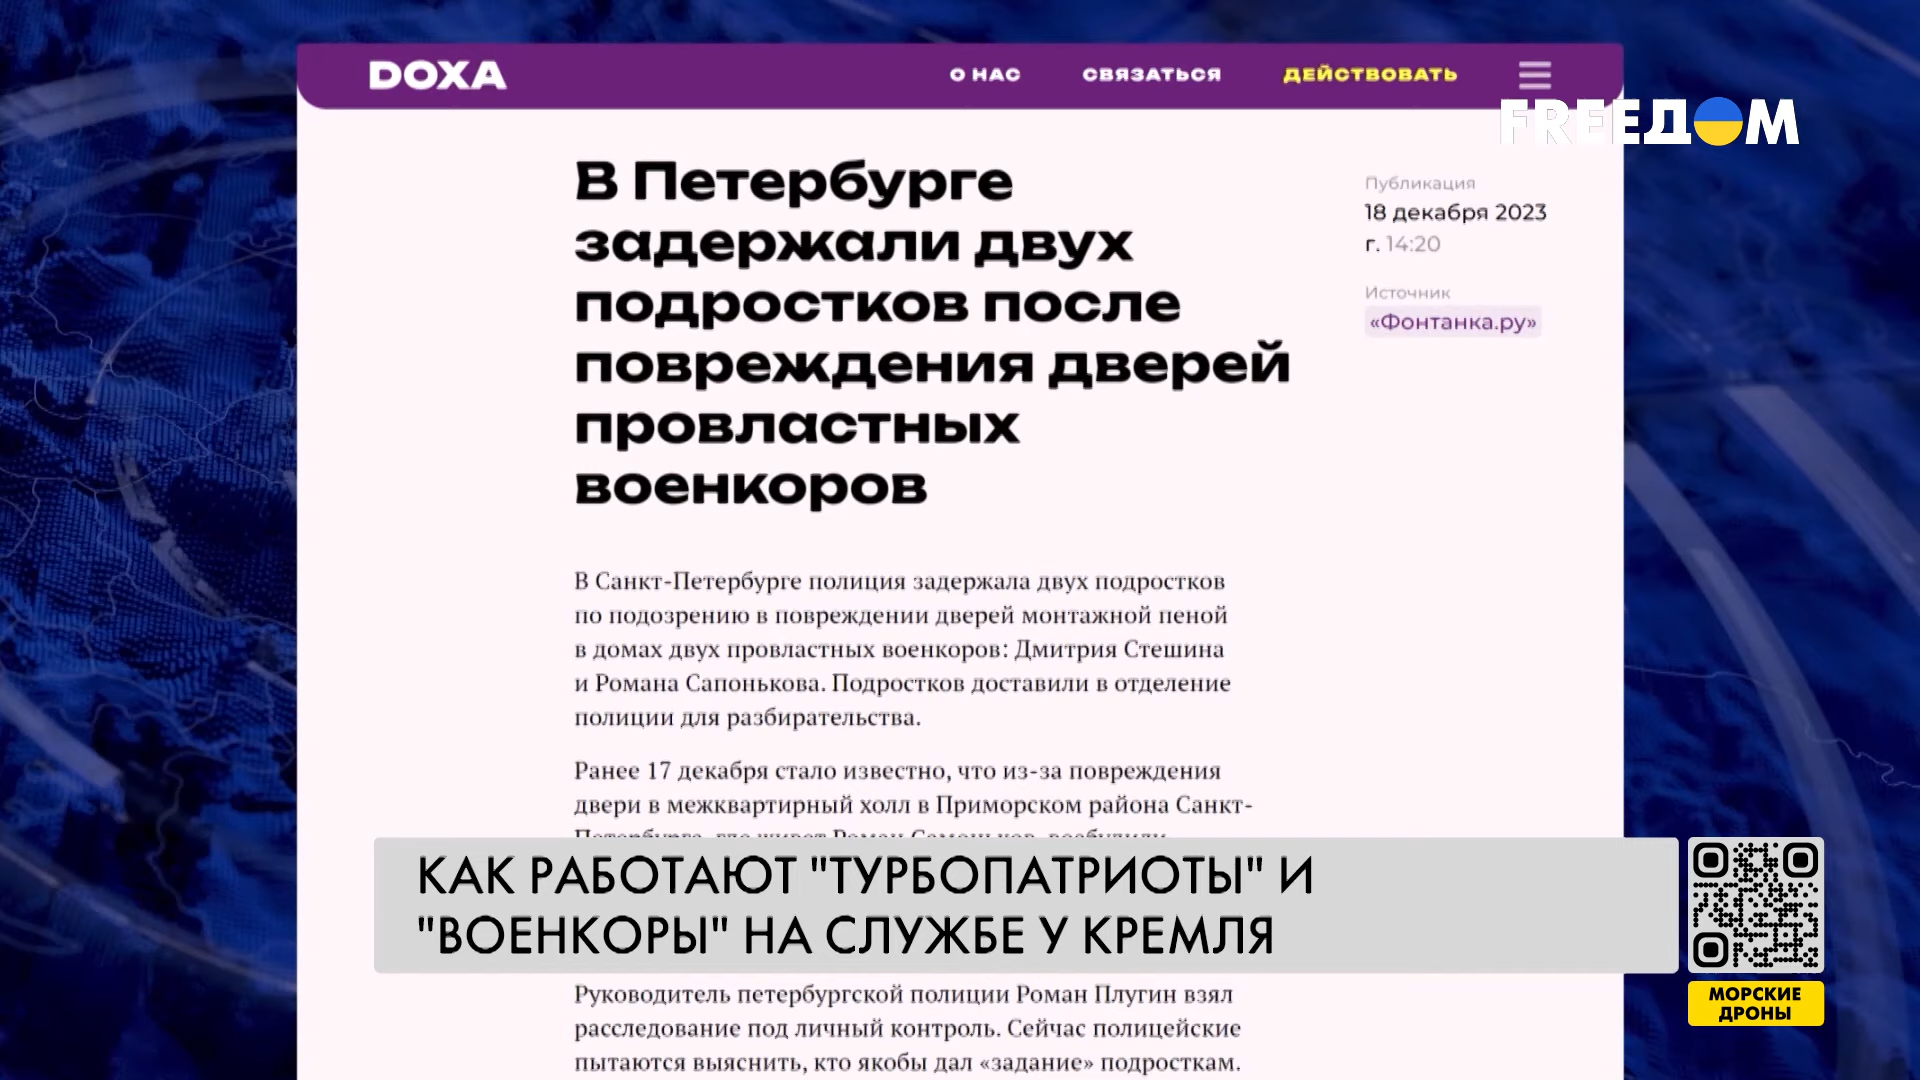 DOXA
О НАС
СВЯЗАТЬСЯ
ДЕЙСТВОВАТЬ
FREEДОМ
В Петербурге
задержали двух
подростков после
повреждения дверей
провластных
военкоров
Публикация
18 декабря 2023
г. 14:20
Источник
«Фонтанка.ру»
В Санкт-Петербурге полиция задержала двух подростков
по подозрению в повреждении дверей монтажной пеной
в домах двух провластных военкоров: Дмитрия Стешина
и Романа Сапонькова. Подростков доставили в отделение
полиции для разбирательства.
Ранее 17 декабря стало известно, что из-за повреждения
двери в межквартирный холл в Приморском района Санкт-
КАК РАБОТАЮТ "ТУРБОПАТРИОТЫ" И
"ВОЕНКОРЫ" НА СЛУЖБЕ У КРЕМЛЯ
МОРСКИЕ
ДРОНЫ
Руководитель петербургской полиции Роман Плугин взял
расследование под личный контроль. Сейчас полицейские
пытаются выяснить, кто якобы дал «задание» подросткам.